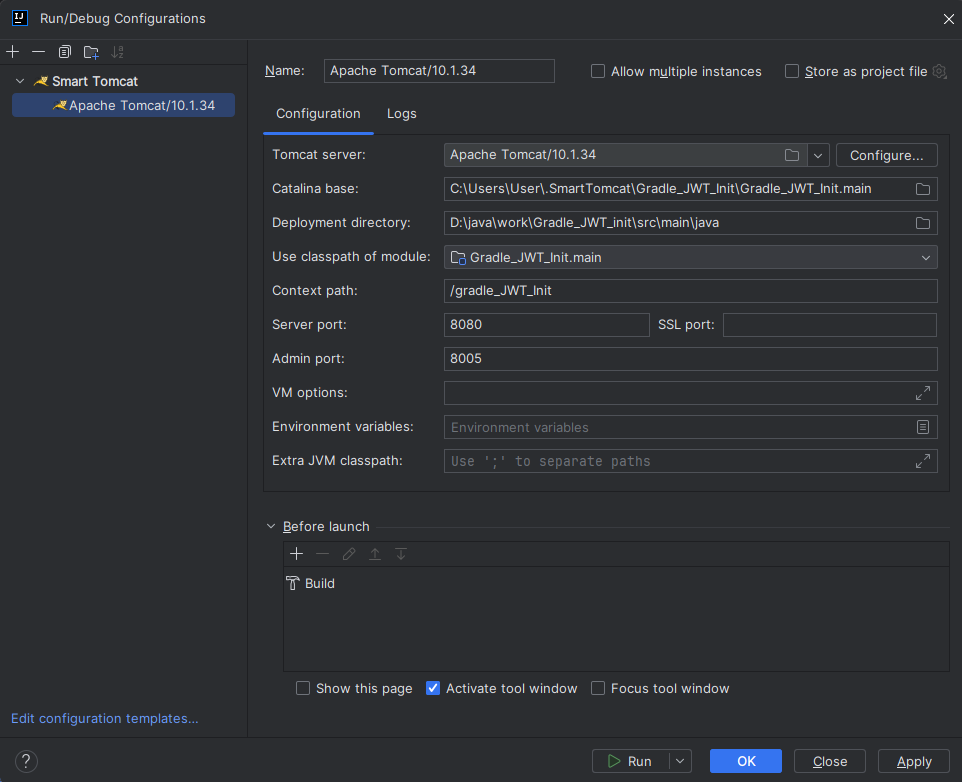 Run/Debug Configurations
Smart Tomcat
Apache Tomcat/10.1.34
Edit configuration templates...
Name: Apache Tomcat/10.1.34 Allow multiple instances Store as project file
Configuration Logs
Tomcat server: Apache Tomcat/10.1.34 Configure...
Catalina base: C:\Users\User\.SmartTomcat\Gradle_JWT_Init\Gradle_JWT_Init.main
Deployment directory: D:\java\work\Gradle_JWT_init\src\main\java
Use classpath of module: Gradle_JWT_Init.main
Context path: /gradle_JWT_Init
Server port: 8080 SSL port:
Admin port: 8005
VM options:
Environment variables: Environment variables
Extra JVM classpath: Use ';' to separate paths
Before launch
Build
Show this page Activate tool window Focus tool window
? Run OK Close Apply